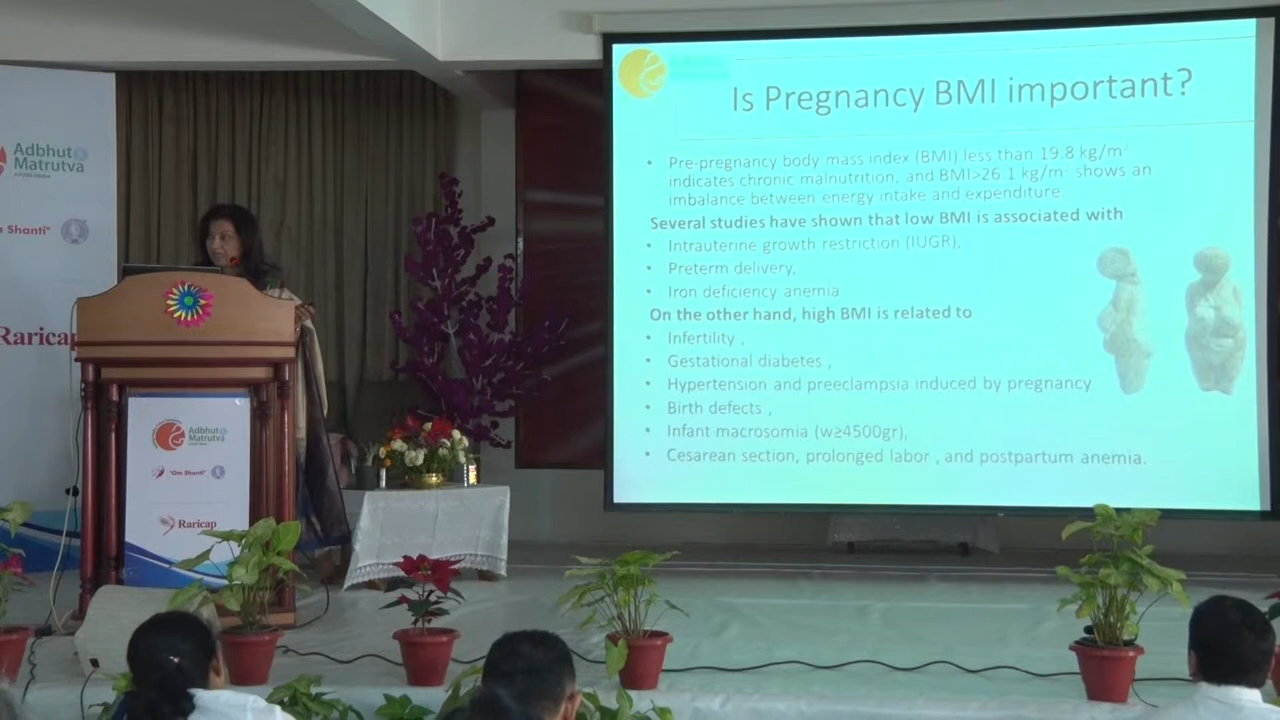 Adbhut
Matrutva
Om Shanti"
Raricap
Adbhut
Matrutva
"Om Shanti"
Raricap
Is Pregnancy BMI important?
• Pre-pregnancy body mass index (BMI) less than 19.8 kg/m²
indicates chronic malnutrition, and BMI>26.1 kg/m² shows an
imbalance between energy intake and expenditure.
Several studies have shown that low BMI is associated with
• Intrauterine growth restriction (IUGR),
• Preterm delivery,
• Iron deficiency anemia
On the other hand, high BMI is related to
• Infertility ,
• Gestational diabetes ,
• Hypertension and preeclampsia induced by pregnancy
• Birth defects ,
• Infant macrosomia (w≥4500gr),
• Cesarean section, prolonged labor , and postpartum anemia.